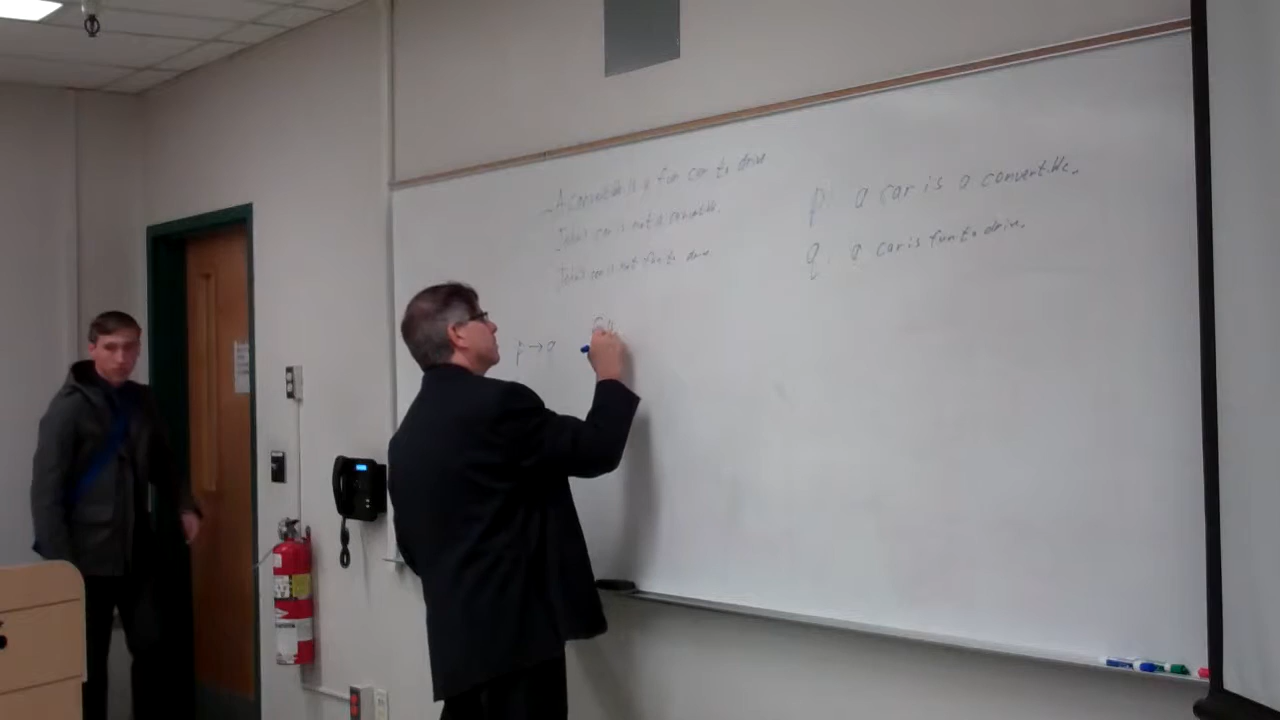 A convertible is a fun car to drive
John's car is not a convertible.
John's car is not fun to drive
p → q
p: a car is a convertible.
q: a car is fun to drive.